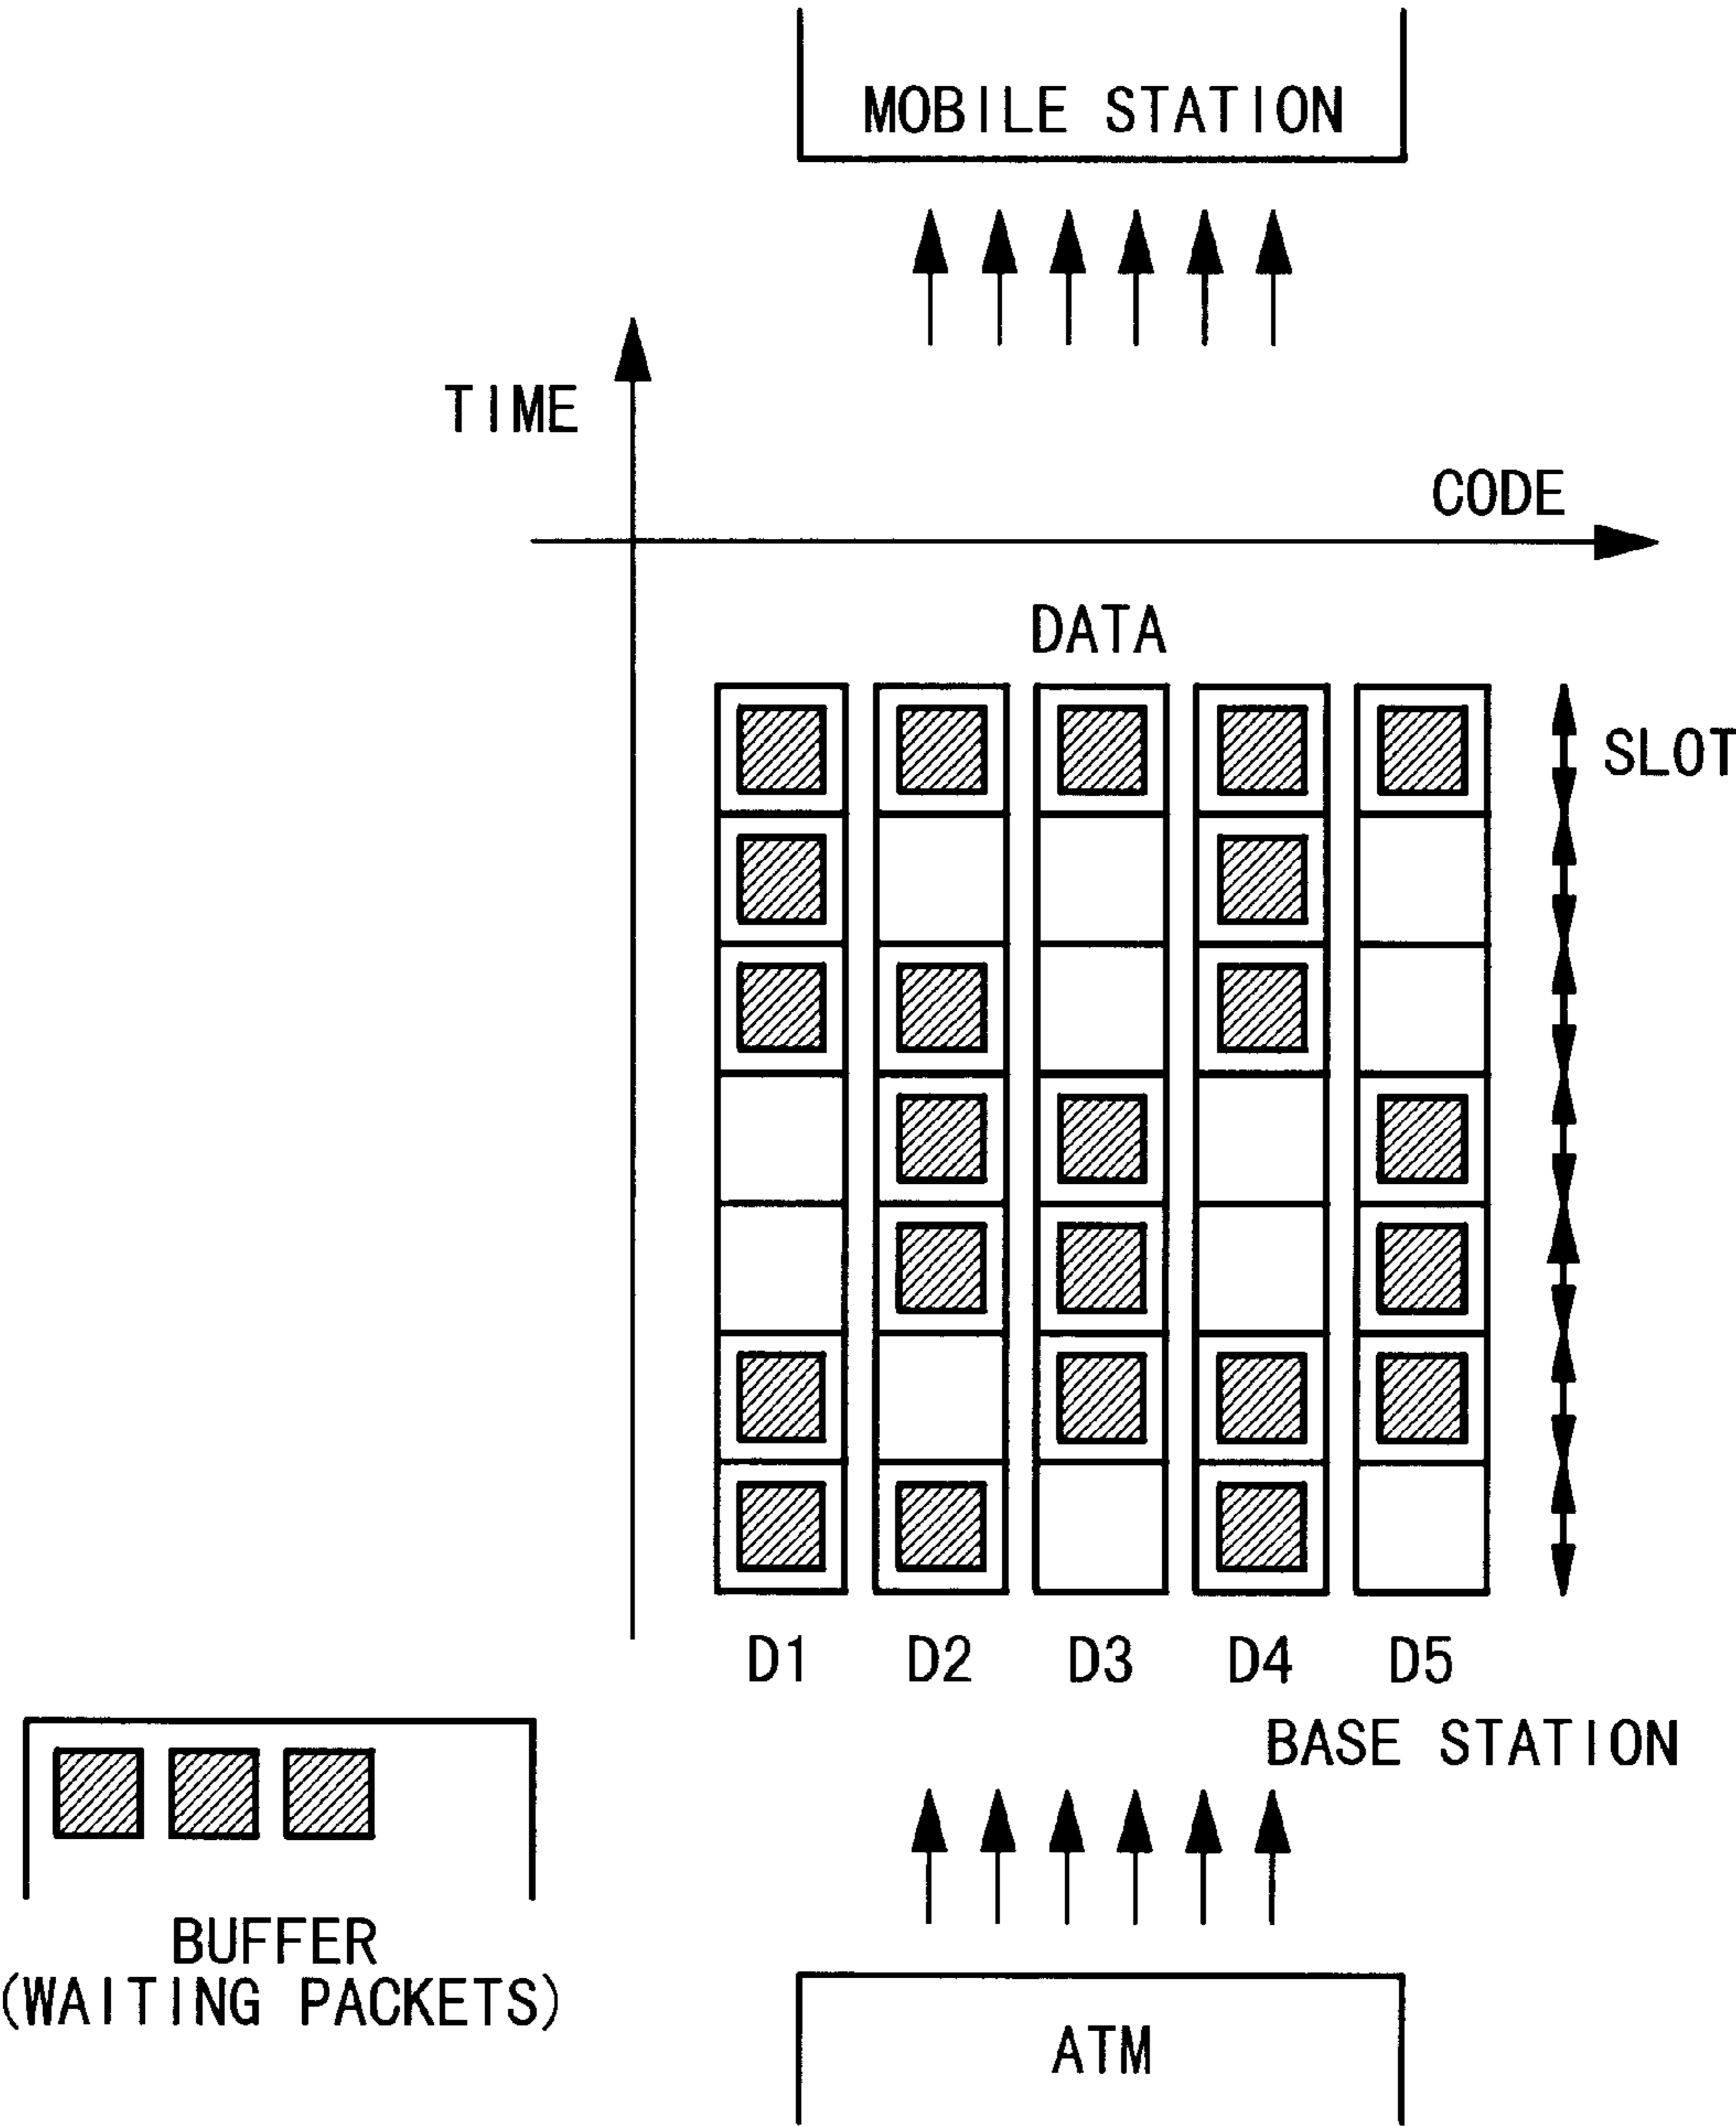 MOBILE STATION
TIME
CODE
DATA
SLOT
D1 D2 D3 D4 D5
BASE STATION
BUFFER
(WAITING PACKETS)
ATM